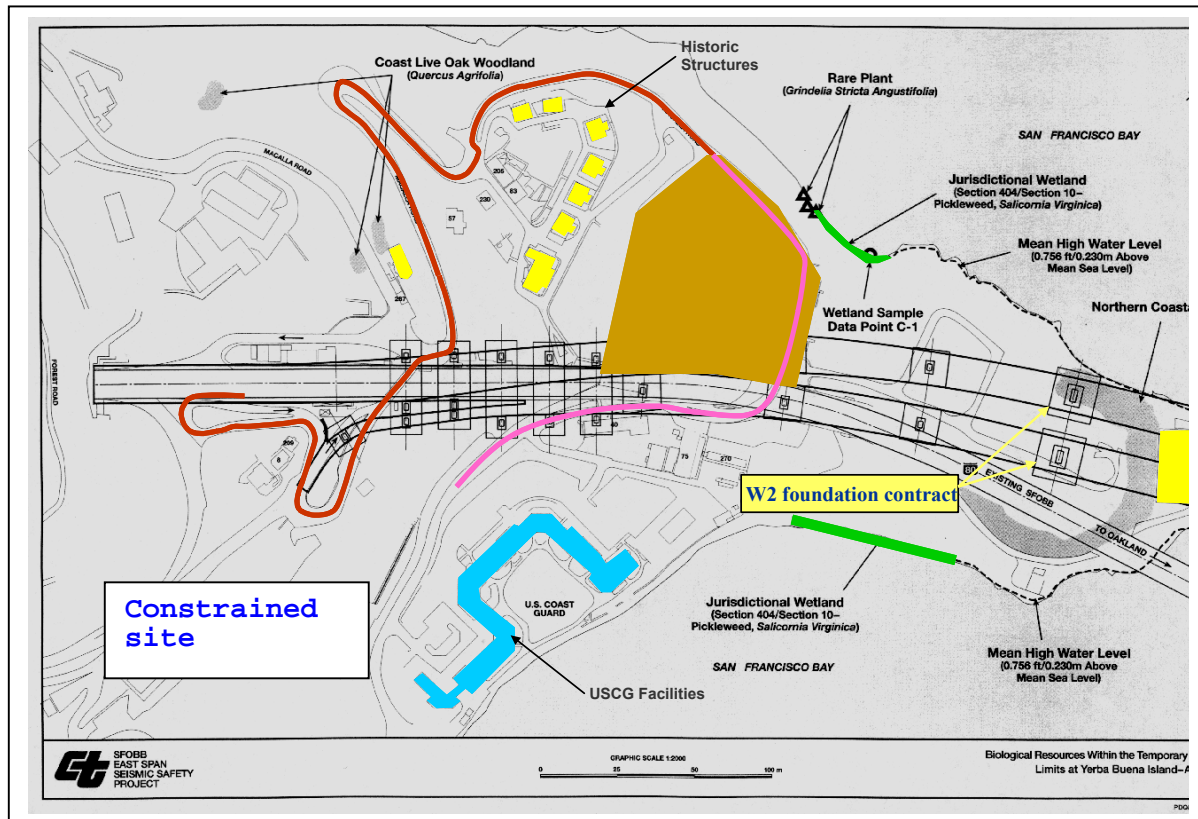 Historic
Structures
Coast Live Oak Woodland
(Quercus Agrifolia)
Rare Plant
(Grindelia Stricta Angustifolia)
SAN FRANCISCO BAY
MACALLA ROAD
Jurisdictional Wetland
(Section 404/Section 10–
Pickleweed, Salicornia Virginica)
205
83
230
57
Mean High Water Level
(0.756 ft/0.230m Above
Mean Sea Level)
267
Wetland Sample
Data Point C-1
Northern Coasta
FOREST ROAD
40
75
270
209
8
80
W2 foundation contract
EXISTING SFOBB
TO OAKLAND
Constrained
site
U.S. COAST
GUARD
Jurisdictional Wetland
(Section 404/Section 10–
Pickleweed, Salicornia Virginica)
SAN FRANCISCO BAY
Mean High Water Level
(0.756 ft/0.230m Above
Mean Sea Level)
USCG Facilities
ct
SFOBB
EAST SPAN
SEISMIC SAFETY
PROJECT
GRAPHIC SCALE 1:2000
0 25 50 100 m
Biological Resources Within the Temporary
Limits at Yerba Buena Island–A